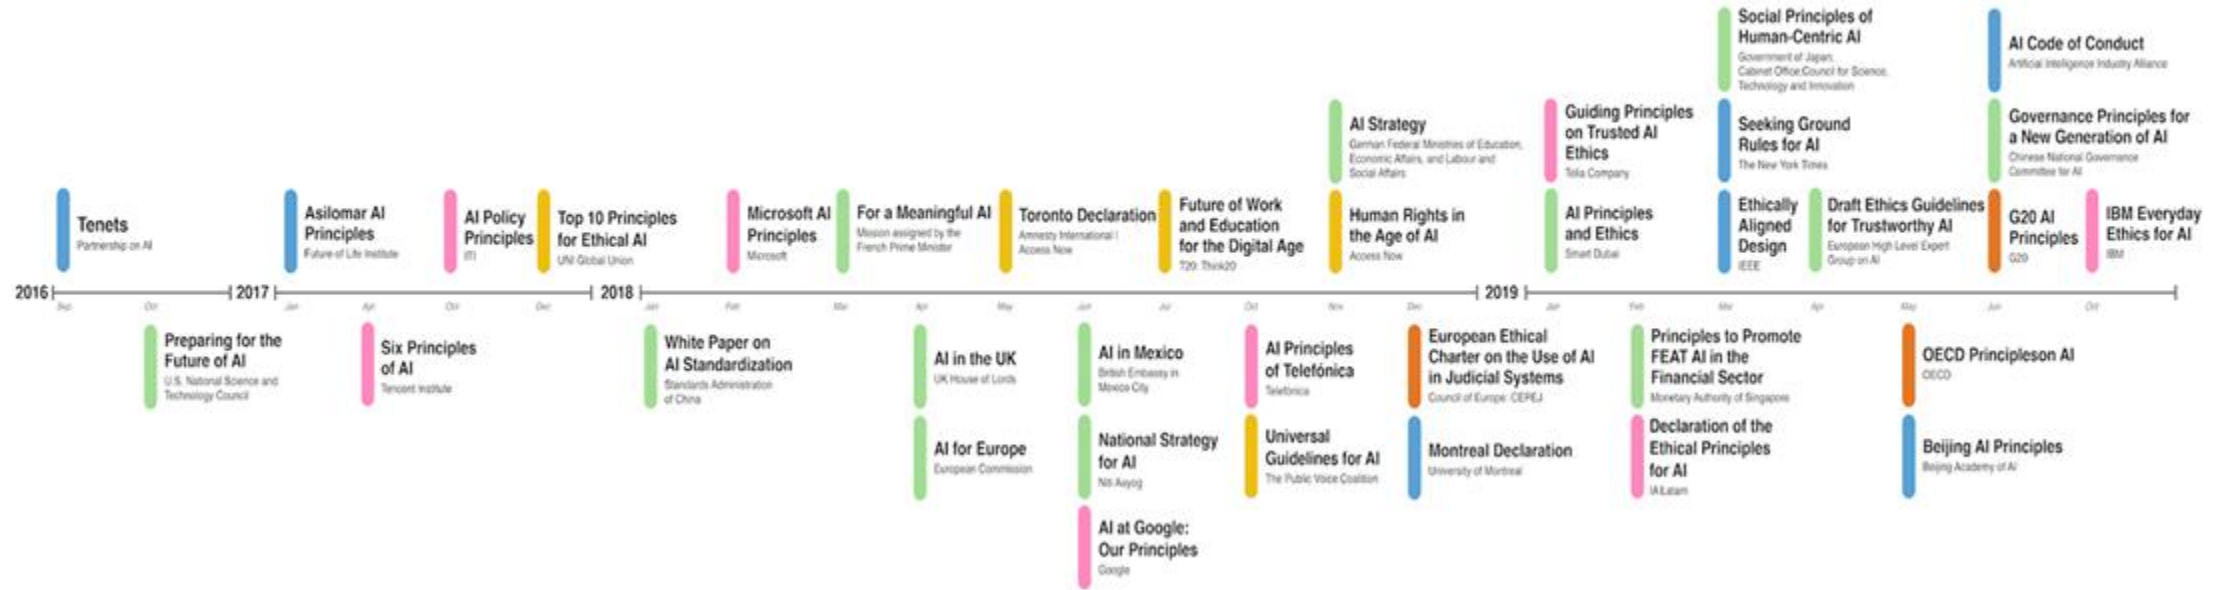 Social Principles of
Human-Centric AI
Government of Japan;
Cabinet Office;Council for Science,
Technology and Innovation
AI Code of Conduct
Artificial Intelligence Industry Alliance
AI Strategy
German Federal Ministries of Education,
Economic Affairs, and Labour and
Social Affairs
Guiding Principles
on Trusted AI
Ethics
Telia Company
Seeking Ground
Rules for AI
The New York Times
Governance Principles for
a New Generation of AI
Chinese National Governance
Committee for AI
Tenets
Partnership on AI
Asilomar AI
Principles
Future of Life Institute
AI Policy
Principles
ITI
Top 10 Principles
for Ethical AI
UNI Global Union
Microsoft AI
Principles
Microsoft
For a Meaningful AI
Mission assigned by the
French Prime Minister
Toronto Declaration
Amnesty International |
Access Now
Future of Work
and Education
for the Digital Age
T20: Think20
Human Rights in
the Age of AI
Access Now
AI Principles
and Ethics
Smart Dubai
Ethically
Aligned
Design
IEEE
Draft Ethics Guidelines
for Trustworthy AI
European High Level Expert
Group on AI
G20 AI
Principles
G20
IBM Everyday
Ethics for AI
IBM
2016
2017
2018
2019
Sep
Oct
Jan
Apr
Oct
Dec
Jan
Feb
Mar
Apr
May
Jun
Jul
Oct
Nov
Dec
Jan
Feb
Mar
Apr
May
Jun
Oct
Preparing for the
Future of AI
U.S. National Science and
Technology Council
Six Principles
of AI
Tencent Institute
White Paper on
AI Standardization
Standards Administration
of China
AI in the UK
UK House of Lords
AI in Mexico
British Embassy in
Mexico City
AI Principles
of Telefónica
Telefónica
European Ethical
Charter on the Use of AI
in Judicial Systems
Council of Europe: CEPEJ
Principles to Promote
FEAT AI in the
Financial Sector
Monetary Authority of Singapore
OECD Principleson AI
OECD
AI for Europe
European Commission
National Strategy
for AI
Niti Aayog
Universal
Guidelines for AI
The Public Voice Coalition
Montreal Declaration
University of Montreal
Declaration of the
Ethical Principles
for AI
IA Latam
Beijing AI Principles
Beijing Academy of AI
AI at Google:
Our Principles
Google